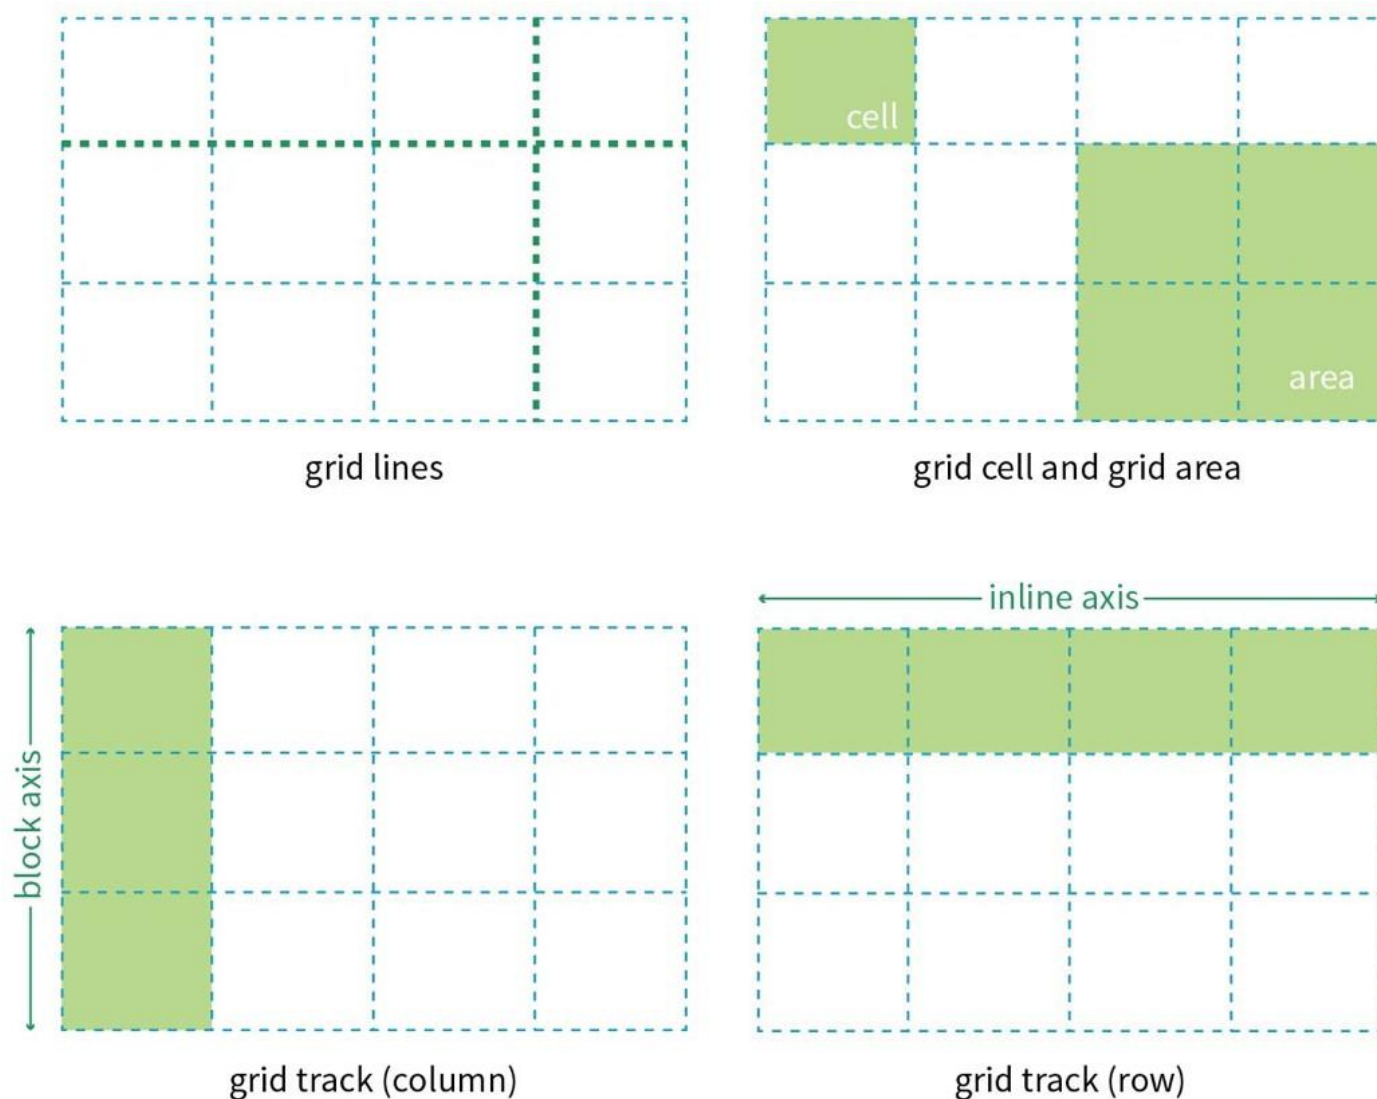 cell
area
grid lines
grid cell and grid area
inline axis
block axis
grid track (column)
grid track (row)